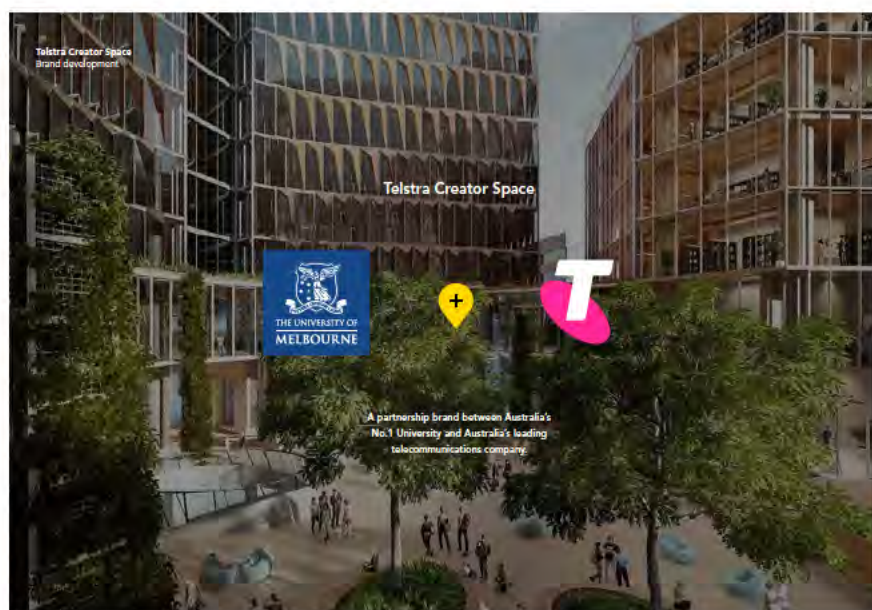 Telstra Creator Space
Brand development
Telstra Creator Space
THE UNIVERSITY OF
MELBOURNE
+
T
A partnership brand between Australia's
No.1 University and Australia's leading
telecommunications company.